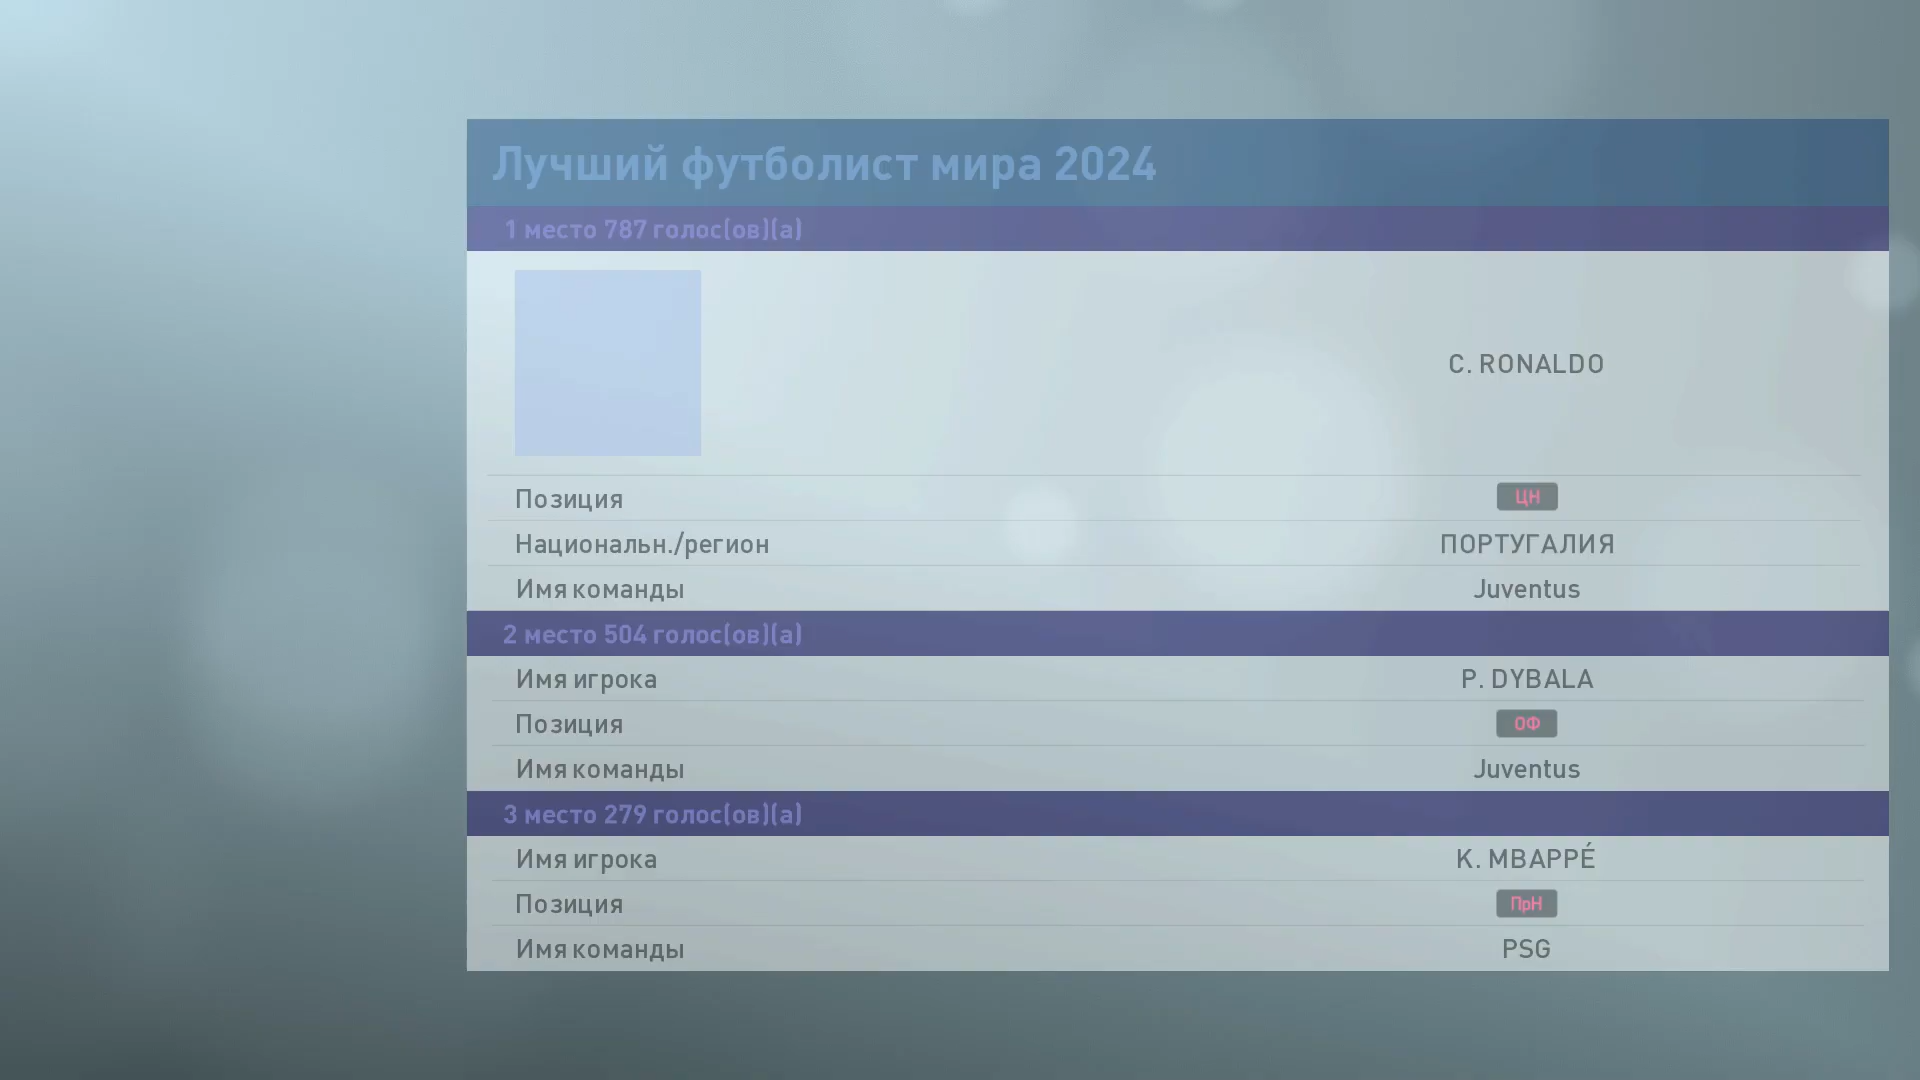 Лучший футболист мира 2024
1 место 787 голос(ов)(а)
C. RONALDO
Позиция ЦН
Национальн./регион ПОРТУГАЛИЯ
Имя команды Juventus
2 место 504 голос(ов)(а)
Имя игрока P. DYBALA
Позиция ОФ
Имя команды Juventus
3 место 279 голос(ов)(а)
Имя игрока K. MBAPPÉ
Позиция ПрН
Имя команды PSG